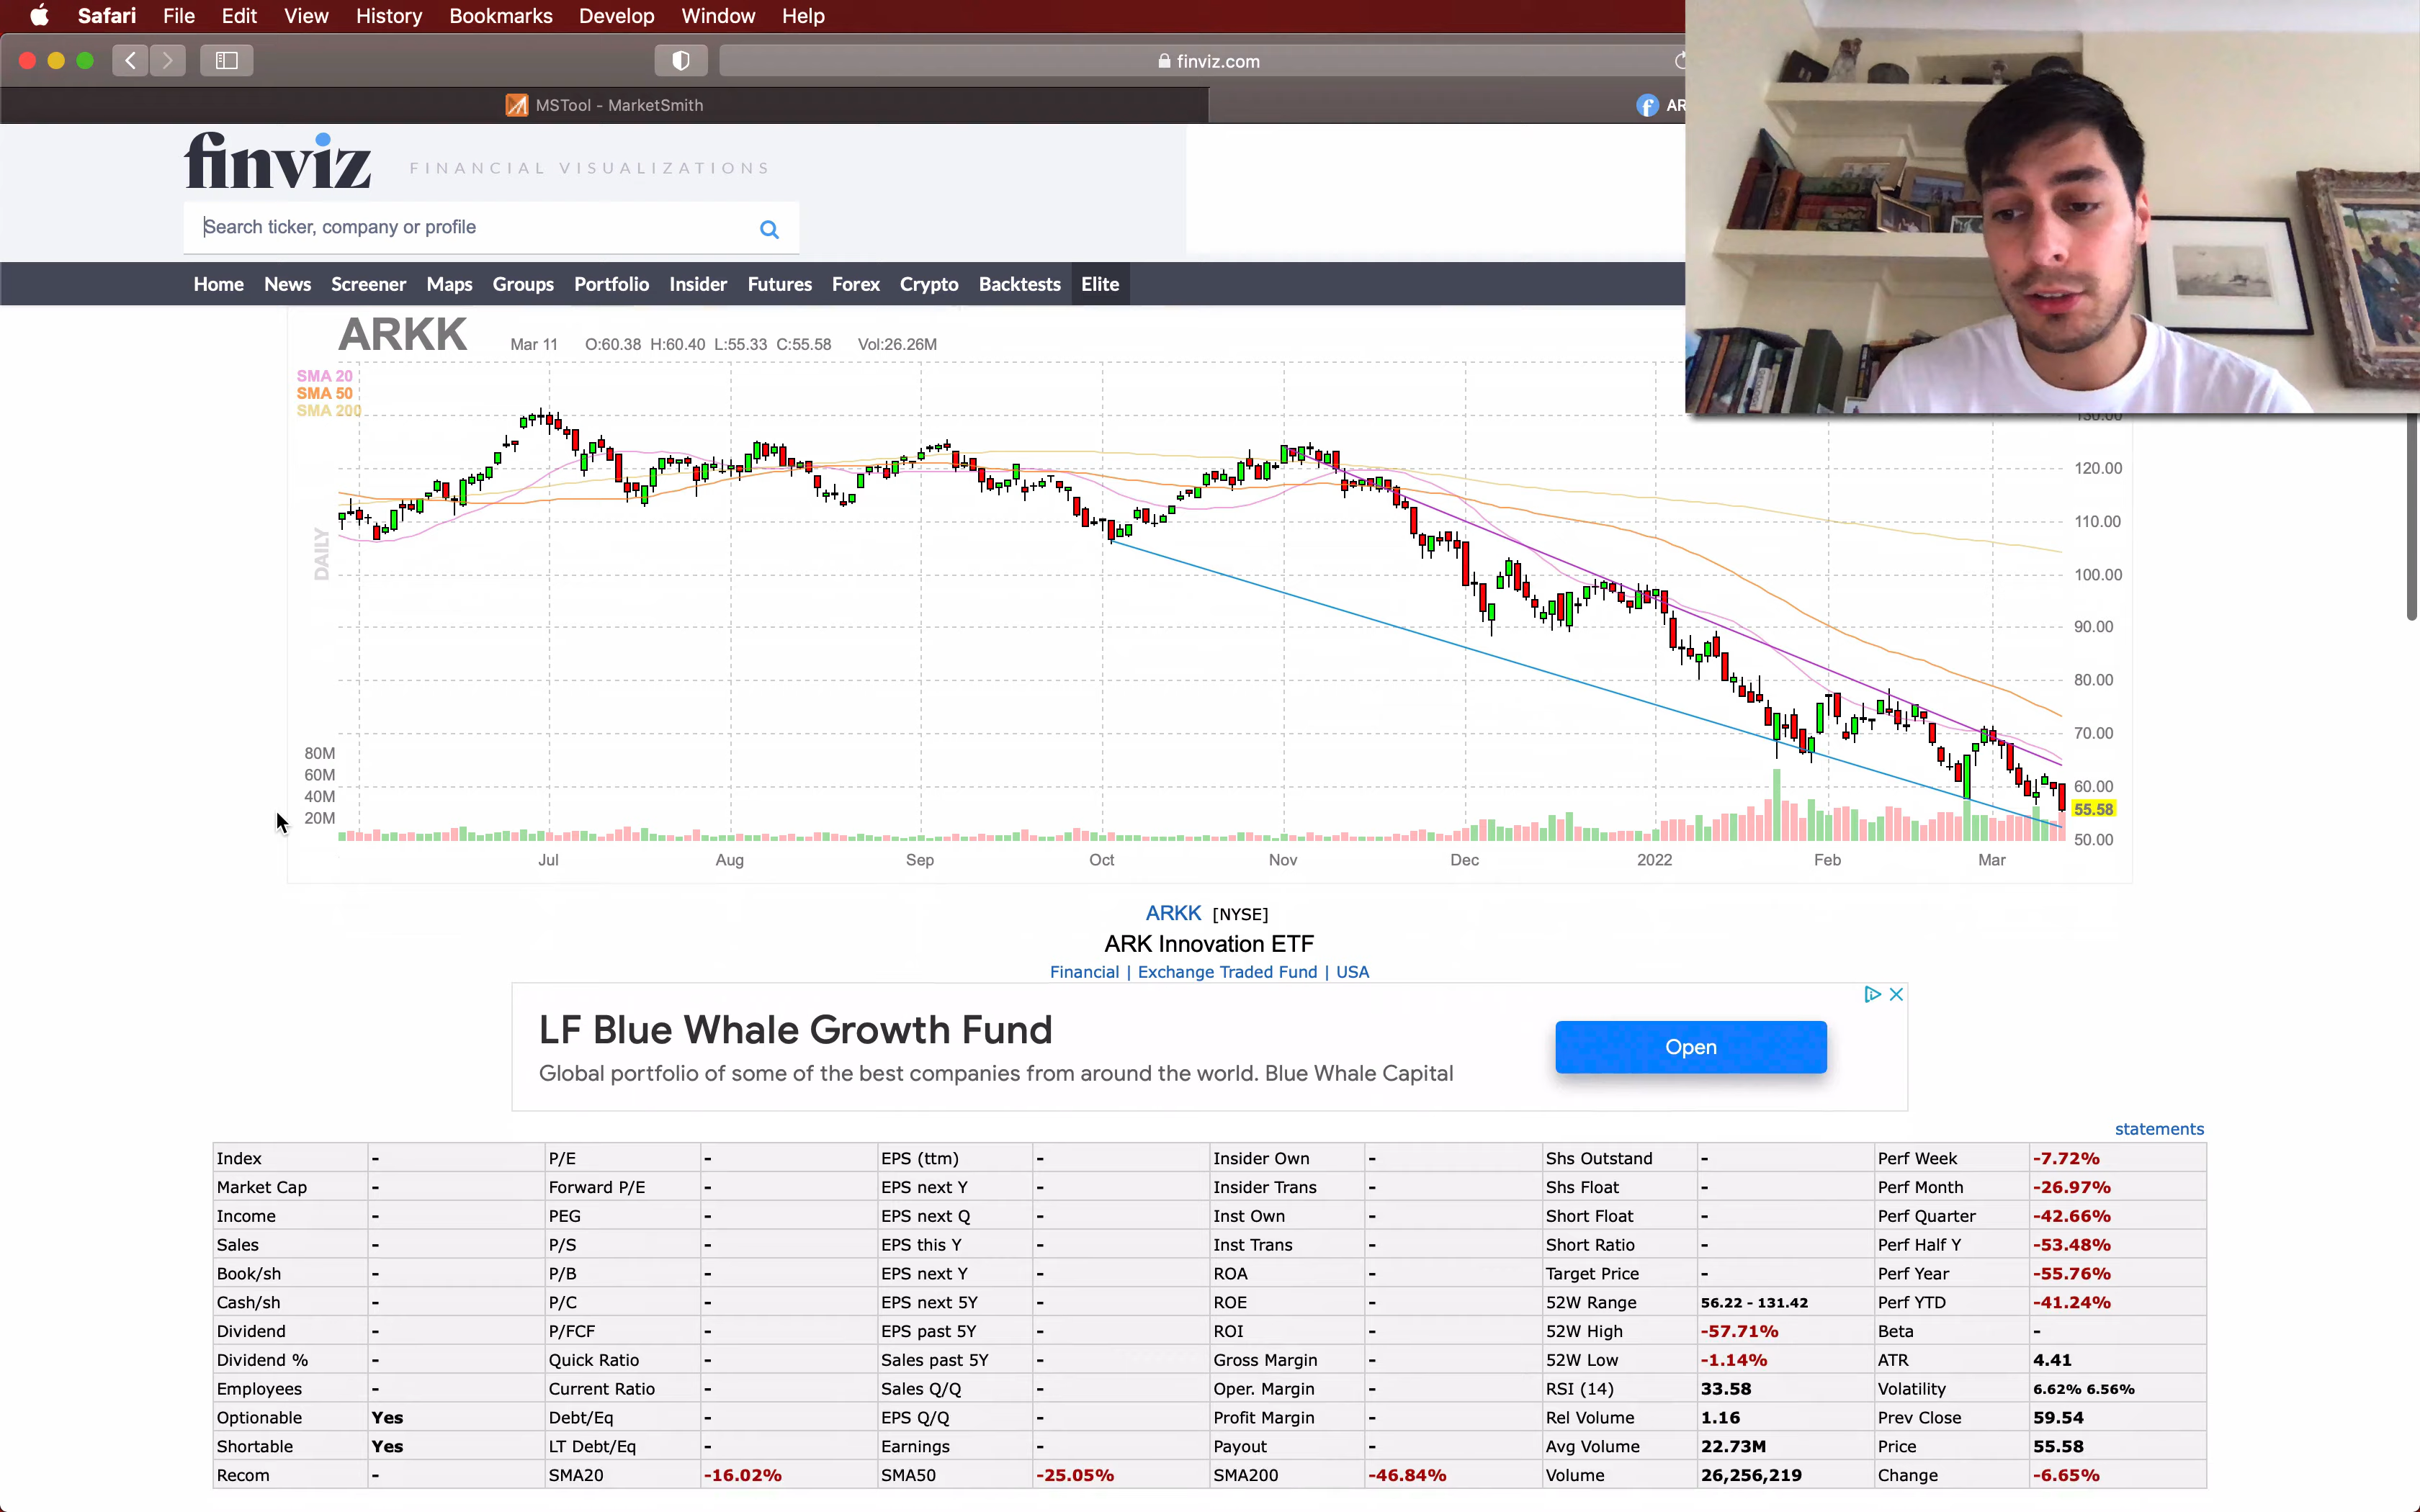 Safari File Edit View History Bookmarks Develop Window Help
finviz.com
MSTool - MarketSmith
AR
finviz FINANCIAL VISUALIZATIONS
Search ticker, company or profile
Home News Screener Maps Groups Portfolio Insider Futures Forex Crypto Backtests Elite
ARKK Mar 11 O:60.38 H:60.40 L:55.33 C:55.58 Vol:26.26M
SMA 20
SMA 50
SMA 200
DAILY
130.00
120.00
110.00
100.00
90.00
80.00
70.00
60.00
55.58
50.00
80M
60M
40M
20M
Jul Aug Sep Oct Nov Dec 2022 Feb Mar
ARKK [NYSE]
ARK Innovation ETF
Financial | Exchange Traded Fund | USA
LF Blue Whale Growth Fund
Global portfolio of some of the best companies from around the world. Blue Whale Capital
Open
statements
Index - P/E - EPS (ttm) - Insider Own - Shs Outstand - Perf Week -7.72%
Market Cap - Forward P/E - EPS next Y - Insider Trans - Shs Float - Perf Month -26.97%
Income - PEG - EPS next Q - Inst Own - Short Float - Perf Quarter -42.66%
Sales - P/S - EPS this Y - Inst Trans - Short Ratio - Perf Half Y -53.48%
Book/sh - P/B - EPS next Y - ROA - Target Price - Perf Year -55.76%
Cash/sh - P/C - EPS next 5Y - ROE - 52W Range 56.22 - 131.42 Perf YTD -41.24%
Dividend - P/FCF - EPS past 5Y - ROI - 52W High -57.71% Beta -
Dividend % - Quick Ratio - Sales past 5Y - Gross Margin - 52W Low -1.14% ATR 4.41
Employees - Current Ratio - Sales Q/Q - Oper. Margin - RSI (14) 33.58 Volatility 6.62% 6.56%
Optionable Yes Debt/Eq - EPS Q/Q - Profit Margin - Rel Volume 1.16 Prev Close 59.54
Shortable Yes LT Debt/Eq - Earnings - Payout - Avg Volume 22.73M Price 55.58
Recom - SMA20 -16.02% SMA50 -25.05% SMA200 -46.84% Volume 26,256,219 Change -6.65%